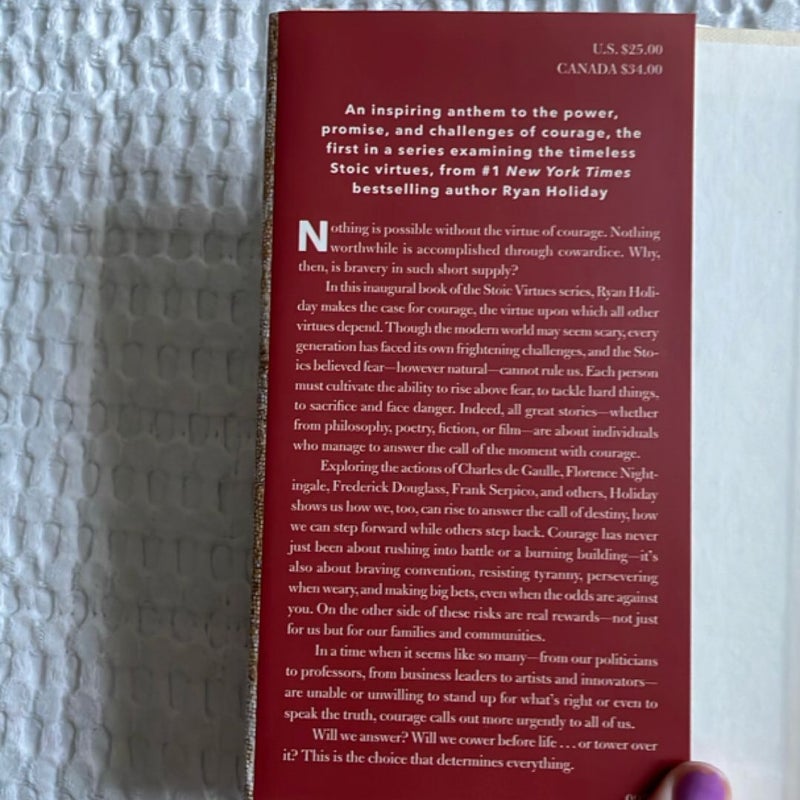 U.S. $25.00
CANADA $34.00
An inspiring anthem to the power,
promise, and challenges of courage, the
first in a series examining the timeless
Stoic virtues, from #1 New York Times
bestselling author Ryan Holiday
Nothing is possible without the virtue of courage. Nothing
worthwhile is accomplished through cowardice. Why,
then, is bravery in such short supply?
In this inaugural book of the Stoic Virtues series, Ryan Holi-
day makes the case for courage, the virtue upon which all other
virtues depend. Though the modern world may seem scary, every
generation has faced its own frightening challenges, and the Sto-
ics believed fear—however natural—cannot rule us. Each person
must cultivate the ability to rise above fear, to tackle hard things,
to sacrifice and face danger. Indeed, all great stories—whether
from philosophy, poetry, fiction, or film—are about individuals
who manage to answer the call of the moment with courage.
Exploring the actions of Charles de Gaulle, Florence Night-
ingale, Frederick Douglass, Frank Serpico, and others, Holiday
shows us how we, too, can rise to answer the call of destiny, how
we can step forward while others step back. Courage has never
just been about rushing into battle or a burning building—it's
also about braving convention, resisting tyranny, persevering
when weary, and making big bets, even when the odds are against
you. On the other side of these risks are real rewards—not just
for us but for our families and communities.
In a time when it seems like so many—from our politicians
to professors, from business leaders to artists and innovators—
are unable or unwilling to stand up for what's right or even to
speak the truth, courage calls out more urgently to all of us.
Will we answer? Will we cower before life . . . or tower over
it? This is the choice that determines everything.